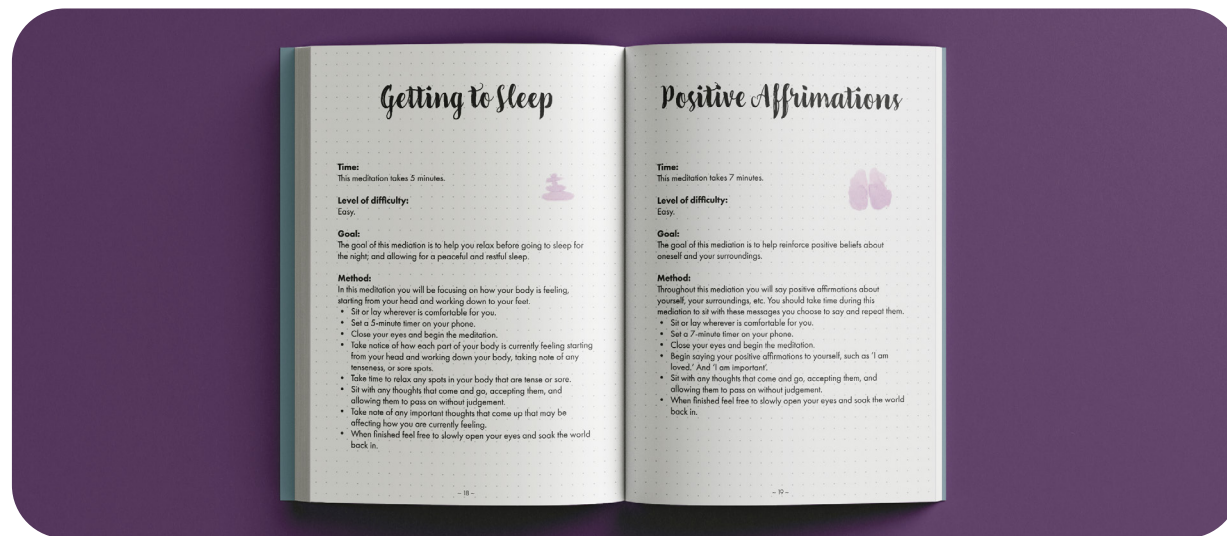 Getting to Sleep
Time:
This meditation takes 5 minutes.
Level of difficulty:
Easy.
Goal:
The goal of this mediation is to help you relax before going to sleep for
the night; and allowing for a peaceful and restful sleep.
Method:
In this meditation you will be focusing on how your body is feeling,
starting from your head and working down to your feet.
• Sit or lay wherever is comfortable for you.
• Set a 5-minute timer on your phone.
• Close your eyes and begin the meditation.
• Take notice of how each part of your body is currently feeling starting
from your head and working down your body, taking note of any
tenseness, or sore spots.
• Take time to relax any spots in your body that are tense or sore.
• Sit with any thoughts that come and go, accepting them, and
allowing them to pass on without judgement.
• Take note of any important thoughts that come up that may be
affecting how you are currently feeling.
• When finished feel free to slowly open your eyes and soak the world
back in.
– 18 –
Positive Affrimations
Time:
This meditation takes 7 minutes.
Level of difficulty:
Easy.
Goal:
The goal of this mediation is to help reinforce positive beliefs about
oneself and your surroundings.
Method:
Throughout this mediation you will say positive affirmations about
yourself, your surroundings, etc. You should take time during this
mediation to sit with these messages you choose to say and repeat them.
• Sit or lay wherever is comfortable for you.
• Set a 7-minute timer on your phone.
• Close your eyes and begin the meditation.
• Begin saying your positive affirmations to yourself, such as 'I am
loved.' And 'I am important'.
• Sit with any thoughts that come and go, accepting them, and
allowing them to pass on without judgement.
• When finished feel free to slowly open your eyes and soak the world
back in.
– 19 –